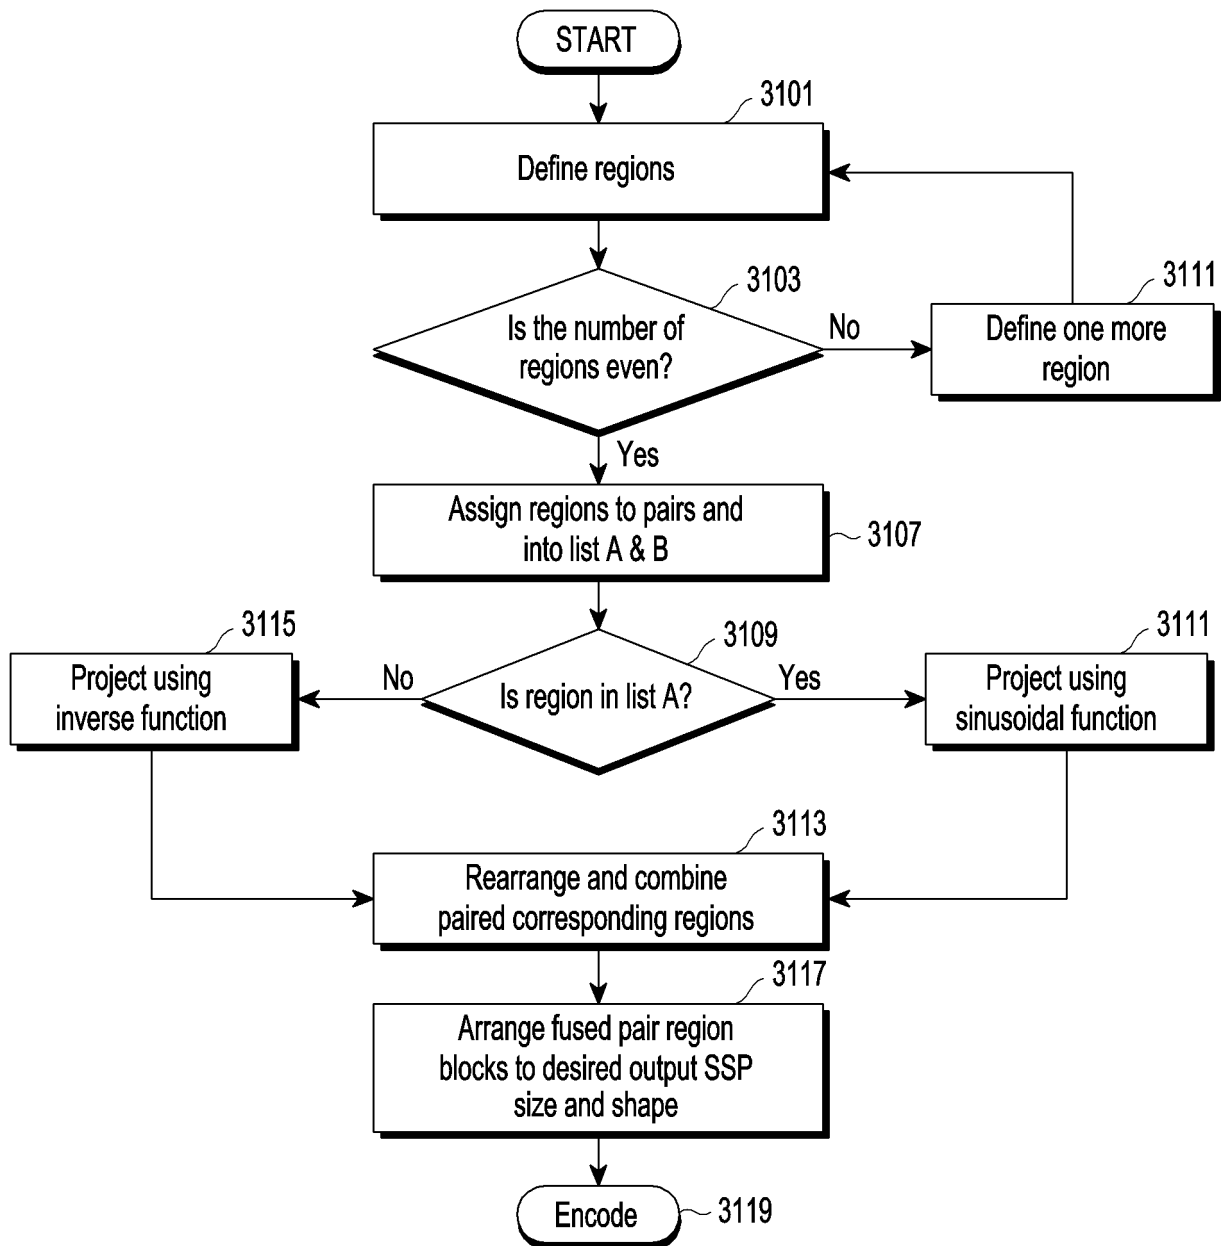 START
3101
Define regions
3103
Is the number of
regions even?
No
3111
Define one more
region
Yes
Assign regions to pairs and
into list A & B
3107
3115
Project using
inverse function
No
3109
Is region in list A?
Yes
3111
Project using
sinusoidal function
3113
Rearrange and combine
paired corresponding regions
3117
Arrange fused pair region
blocks to desired output SSP
size and shape
Encode
3119